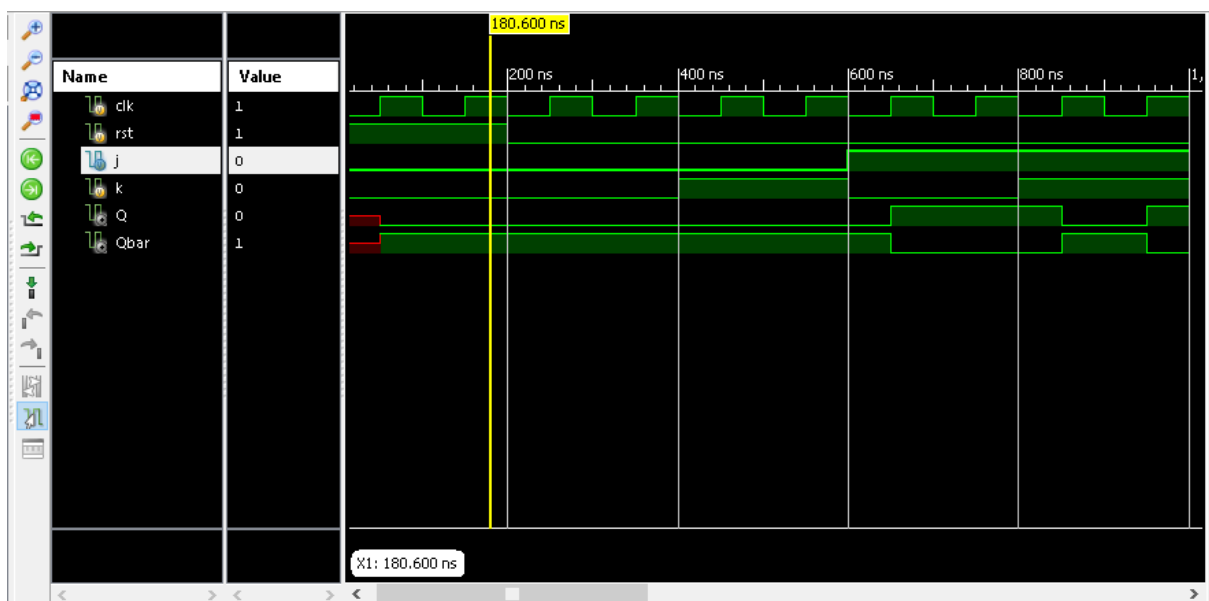 180.600 ns
Name Value
200 ns 400 ns 600 ns 800 ns 1,
clk 1
rst 1
j 0
k 0
Q 0
Qbar 1
X1: 180.600 ns